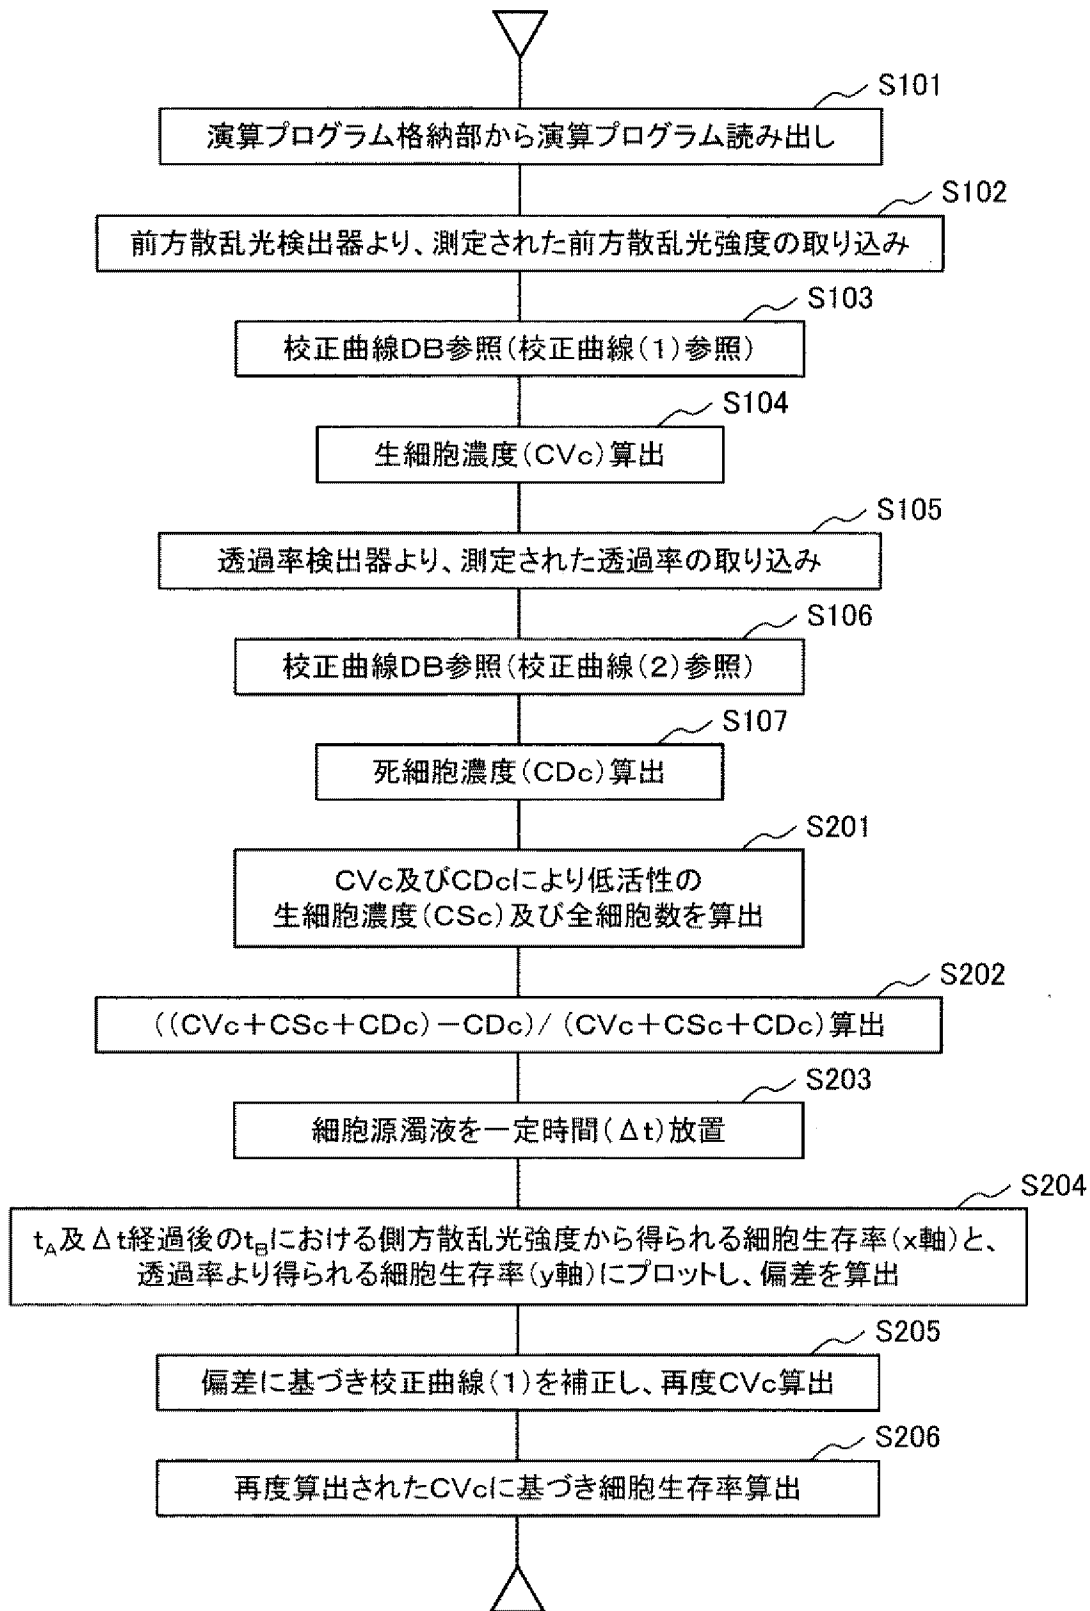 S101
演算プログラム格納部から演算プログラム読み出し
S102
前方散乱光検出器より、測定された前方散乱光強度の取り込み
S103
校正曲線DB参照(校正曲線(1)参照)
S104
生細胞濃度(CVc)算出
S105
透過率検出器より、測定された透過率の取り込み
S106
校正曲線DB参照(校正曲線(2)参照)
S107
死細胞濃度(CDc)算出
S201
CVc及びCDcにより低活性の
生細胞濃度(CSc)及び全細胞数を算出
S202
((CVc+CSc+CDc)-CDc)/(CVc+CSc+CDc)算出
S203
細胞源濁液を一定時間(Δt)放置
S204
tA及びΔt経過後のtBにおける側方散乱光強度から得られる細胞生存率(x軸)と、
透過率より得られる細胞生存率(y軸)にプロットし、偏差を算出
S205
偏差に基づき校正曲線(1)を補正し、再度CVc算出
S206
再度算出されたCVcに基づき細胞生存率算出